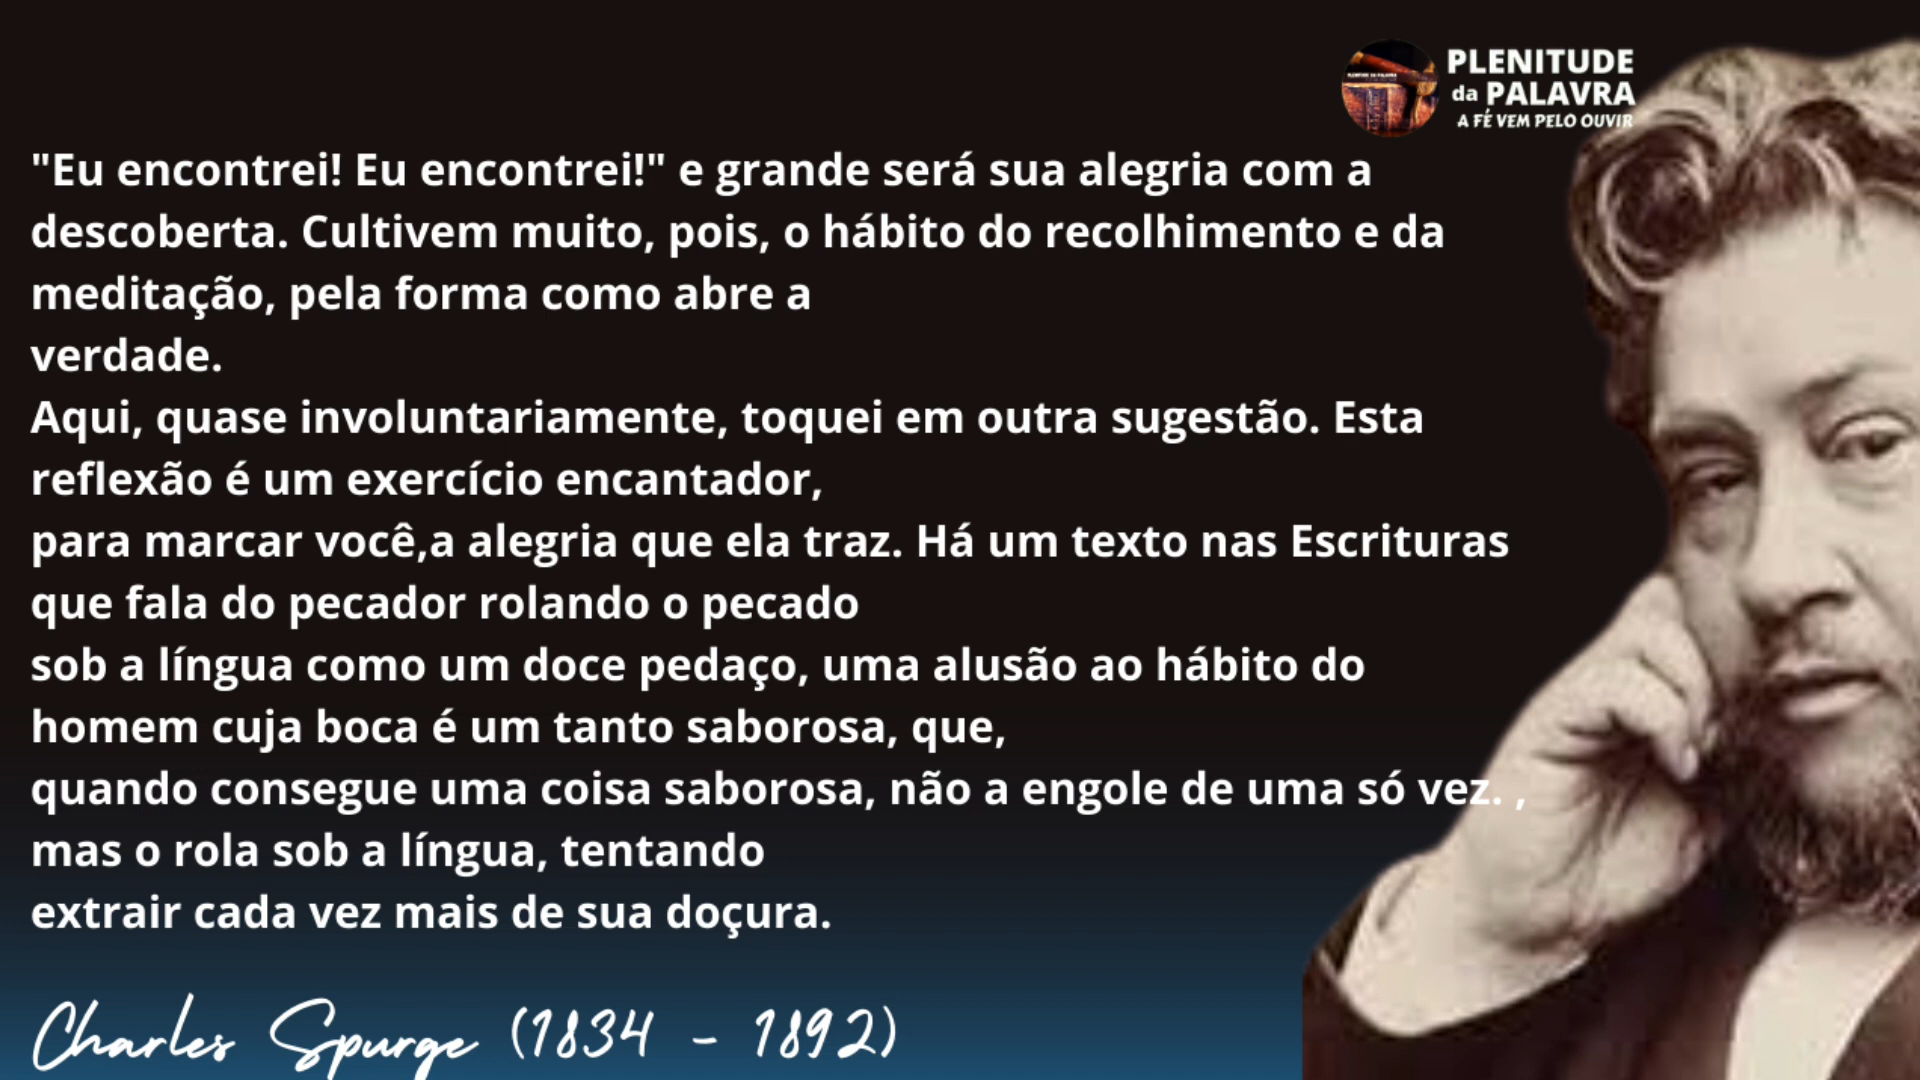 PLENITUDE
da PALAVRA
A FÉ VEM PELO OUVIR
"Eu encontrei! Eu encontrei!" e grande será sua alegria com a
descoberta. Cultivem muito, pois, o hábito do recolhimento e da
meditação, pela forma como abre a
verdade.
Aqui, quase involuntariamente, toquei em outra sugestão. Esta
reflexão é um exercício encantador,
para marcar você,a alegria que ela traz. Há um texto nas Escrituras
que fala do pecador rolando o pecado
sob a língua como um doce pedaço, uma alusão ao hábito do
homem cuja boca é um tanto saborosa, que,
quando consegue uma coisa saborosa, não a engole de uma só vez. ,
mas o rola sob a língua, tentando
extrair cada vez mais de sua doçura.
Charles Spurge (1834 - 1892)